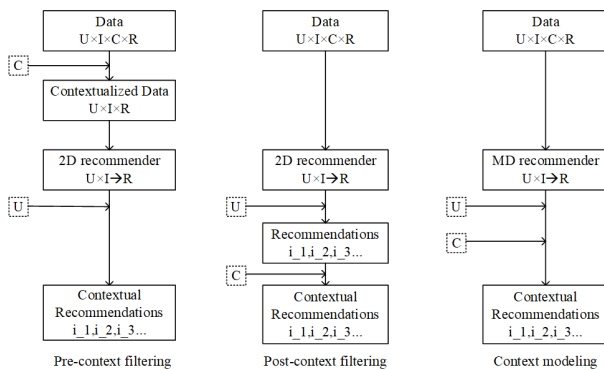 Data
U×I×C×R
C
Contextualized Data
U×I×R
2D recommender
U×I→R
U
Contextual
Recommendations
i_1,i_2,i_3...
Pre-context filtering
Data
U×I×C×R
2D recommender
U×I→R
U
Recommendations
i_1,i_2,i_3...
C
Contextual
Recommendations
i_1,i_2,i_3...
Post-context filtering
Data
U×I×C×R
MD recommender
U×I→R
U
C
Contextual
Recommendations
i_1,i_2,i_3...
Context modeling